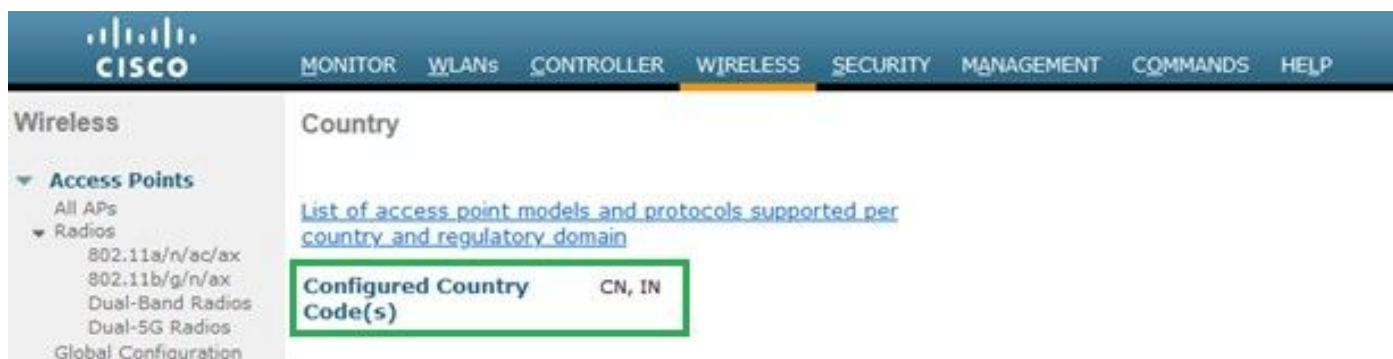 CISCO
MONITOR WLANs CONTROLLER WIRELESS SECURITY MANAGEMENT COMMANDS HELP
Wireless
Access Points
All APs
Radios
802.11a/n/ac/ax
802.11b/g/n/ax
Dual-Band Radios
Dual-5G Radios
Global Configuration
Country
List of access point models and protocols supported per
country and regulatory domain
Configured Country CN, IN
Code(s)